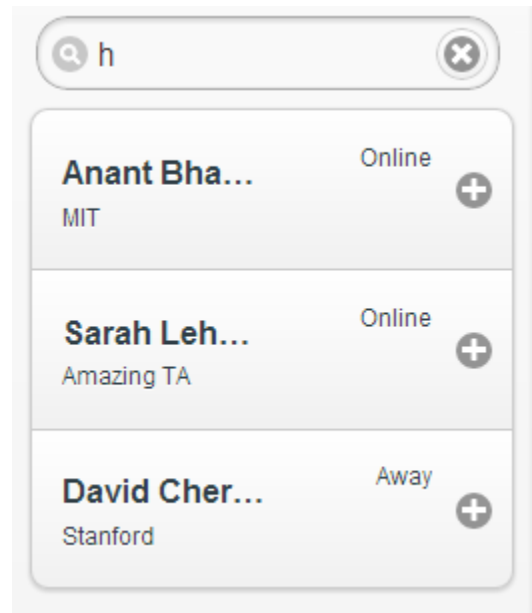 h
Anant Bha...
Online
MIT
Sarah Leh...
Online
Amazing TA
David Cher...
Away
Stanford